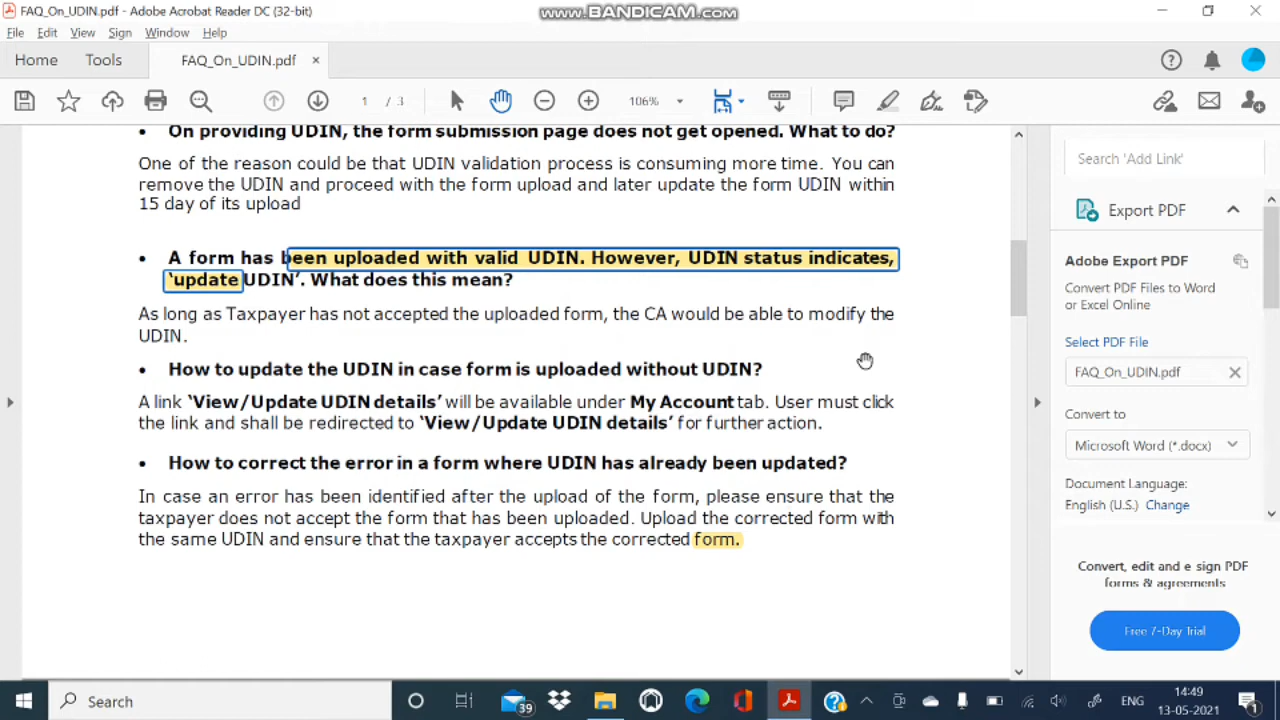 FAQ_On_UDIN.pdf - Adobe Acrobat Reader DC (32-bit)
www.BANDICAM.com
File Edit View Sign Window Help
Home Tools FAQ_On_UDIN.pdf ×
1 / 3 106%
• On providing UDIN, the form submission page does not get opened. What to do?
One of the reason could be that UDIN validation process is consuming more time. You can
remove the UDIN and proceed with the form upload and later update the form UDIN within
15 day of its upload
• A form has been uploaded with valid UDIN. However, UDIN status indicates,
‘update UDIN’. What does this mean?
As long as Taxpayer has not accepted the uploaded form, the CA would be able to modify the
UDIN.
• How to update the UDIN in case form is uploaded without UDIN?
A link ‘View/Update UDIN details’ will be available under My Account tab. User must click
the link and shall be redirected to ‘View/Update UDIN details’ for further action.
• How to correct the error in a form where UDIN has already been updated?
In case an error has been identified after the upload of the form, please ensure that the
taxpayer does not accept the form that has been uploaded. Upload the corrected form with
the same UDIN and ensure that the taxpayer accepts the corrected form.
Search 'Add Link'
Export PDF
Adobe Export PDF
Convert PDF Files to Word
or Excel Online
Select PDF File
FAQ_On_UDIN.pdf
Convert to
Microsoft Word (*.docx)
Document Language:
English (U.S.) Change
Convert, edit and e sign PDF
forms & agreements
Free 7-Day Trial
Search
39
ENG
14:49
13-05-2021
1